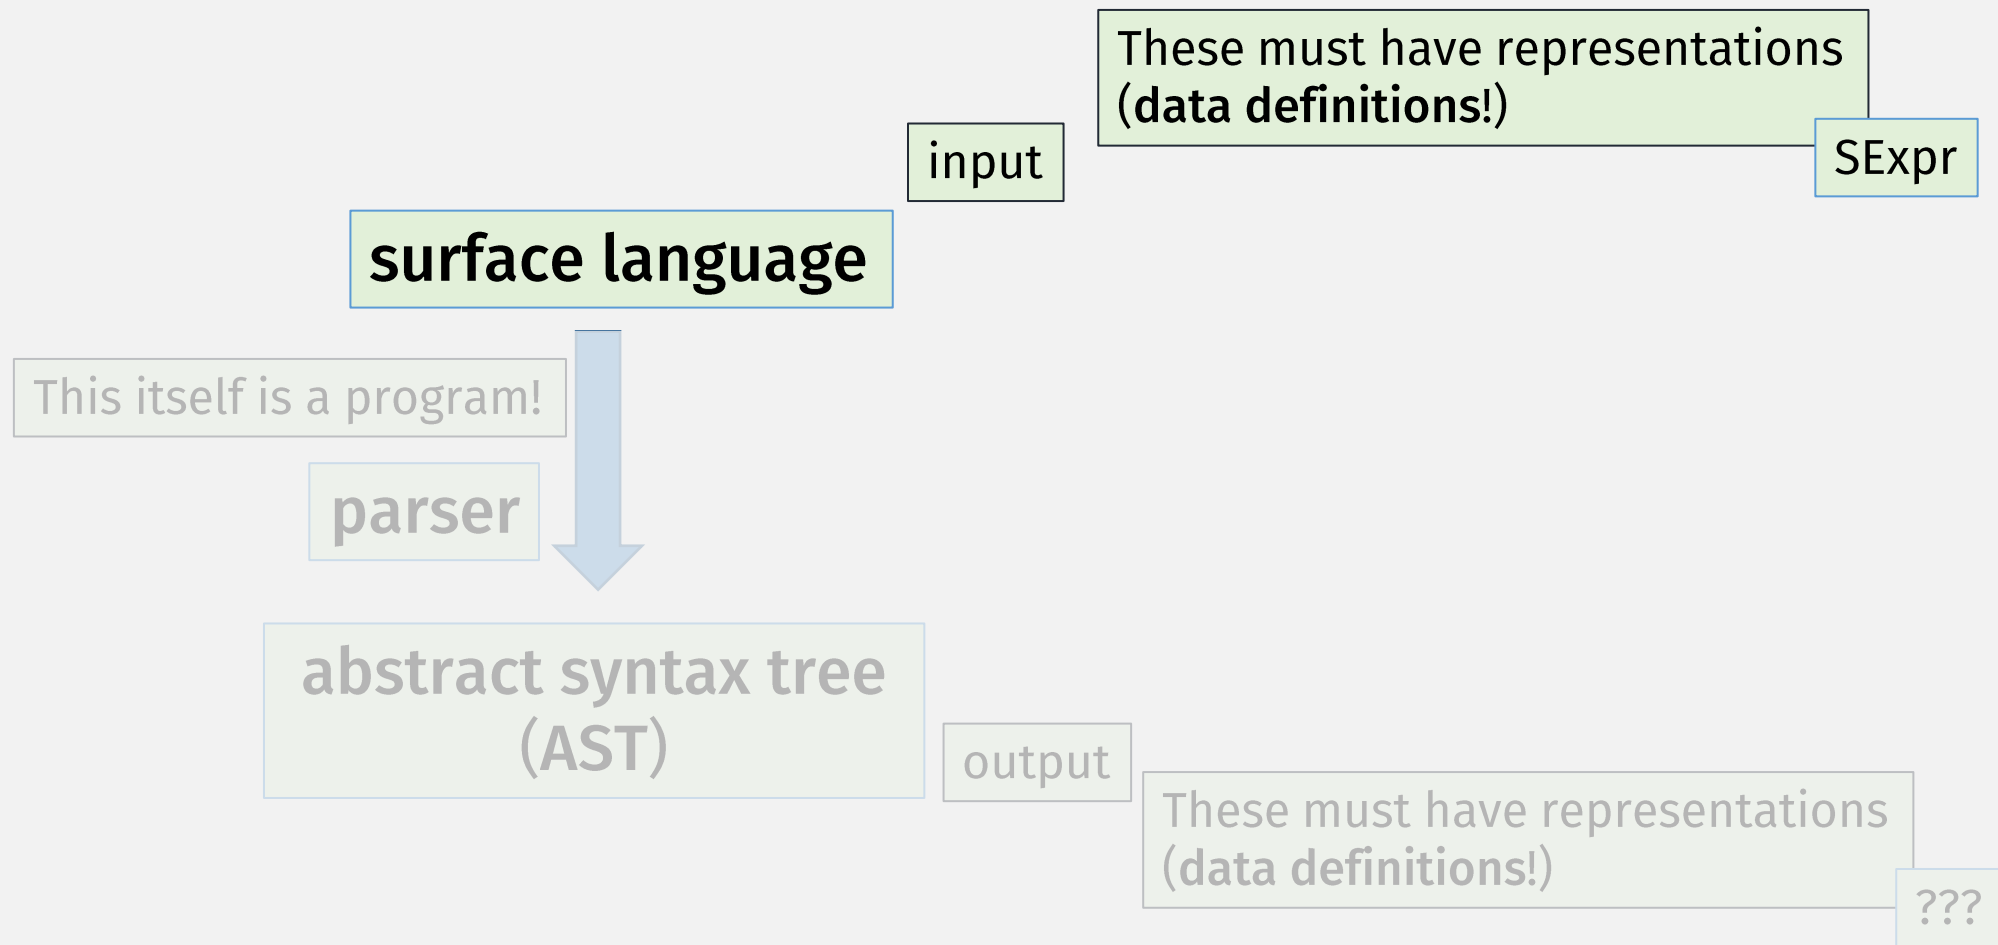 These must have representations
(data definitions!)
SExpr
input
surface language
This itself is a program!
parser
abstract syntax tree
(AST)
output
These must have representations
(data definitions!)
???